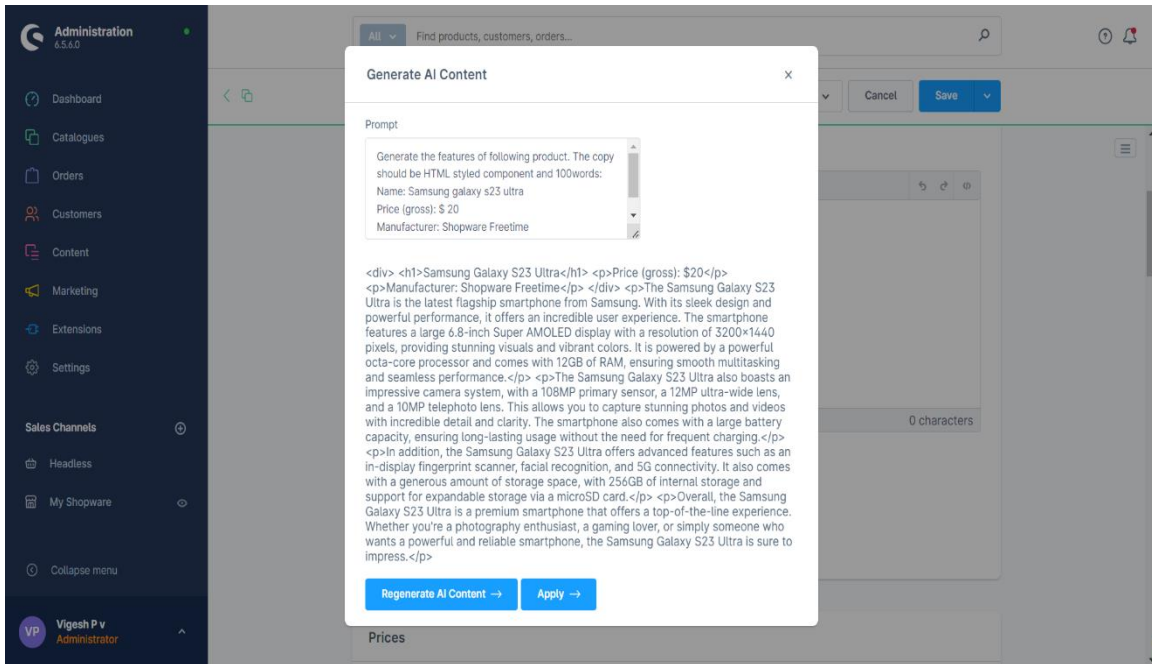 Administration
6.5.6.0
All
Find products, customers, orders...
Dashboard
Catalogues
Orders
Customers
Content
Marketing
Extensions
Settings
Sales Channels
Headless
My Shopware
Collapse menu
VP
Vigesh P v
Administrator
Cancel
Save
0 characters
Prices
Generate AI Content
Prompt
Generate the features of following product. The copy
should be HTML styled component and 100words:
Name: Samsung galaxy s23 ultra
Price (gross): $ 20
Manufacturer: Shopware Freetime
<div> <h1>Samsung Galaxy S23 Ultra</h1> <p>Price (gross): $20</p>
<p>Manufacturer: Shopware Freetime</p> </div> <p>The Samsung Galaxy S23
Ultra is the latest flagship smartphone from Samsung. With its sleek design and
powerful performance, it offers an incredible user experience. The smartphone
features a large 6.8-inch Super AMOLED display with a resolution of 3200×1440
pixels, providing stunning visuals and vibrant colors. It is powered by a powerful
octa-core processor and comes with 12GB of RAM, ensuring smooth multitasking
and seamless performance.</p> <p>The Samsung Galaxy S23 Ultra also boasts an
impressive camera system, with a 108MP primary sensor, a 12MP ultra-wide lens,
and a 10MP telephoto lens. This allows you to capture stunning photos and videos
with incredible detail and clarity. The smartphone also comes with a large battery
capacity, ensuring long-lasting usage without the need for frequent charging.</p>
<p>In addition, the Samsung Galaxy S23 Ultra offers advanced features such as an
in-display fingerprint scanner, facial recognition, and 5G connectivity. It also comes
with a generous amount of storage space, with 256GB of internal storage and
support for expandable storage via a microSD card.</p> <p>Overall, the Samsung
Galaxy S23 Ultra is a premium smartphone that offers a top-of-the-line experience.
Whether you're a photography enthusiast, a gaming lover, or simply someone who
wants a powerful and reliable smartphone, the Samsung Galaxy S23 Ultra is sure to
impress.</p>
Regenerate AI Content →
Apply →